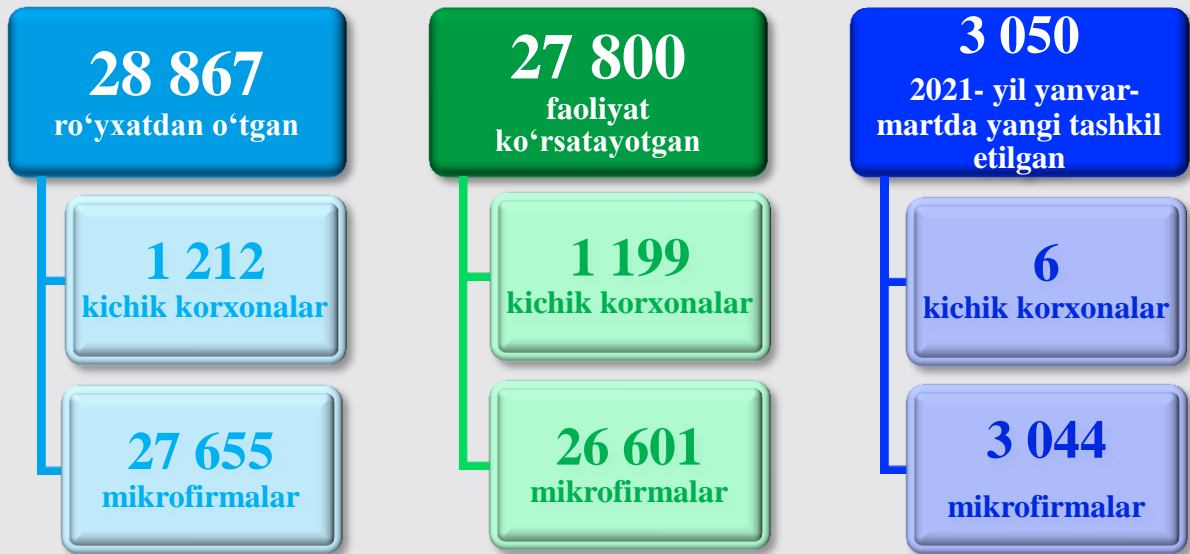 28 867
ro‘yxatdan o‘tgan
1 212
kichik korxonalar
27 655
mikrofirmalar
27 800
faoliyat
ko‘rsatayotgan
1 199
kichik korxonalar
26 601
mikrofirmalar
3 050
2021- yil yanvar-
martda yangi tashkil
etilgan
6
kichik korxonalar
3 044
mikrofirmalar